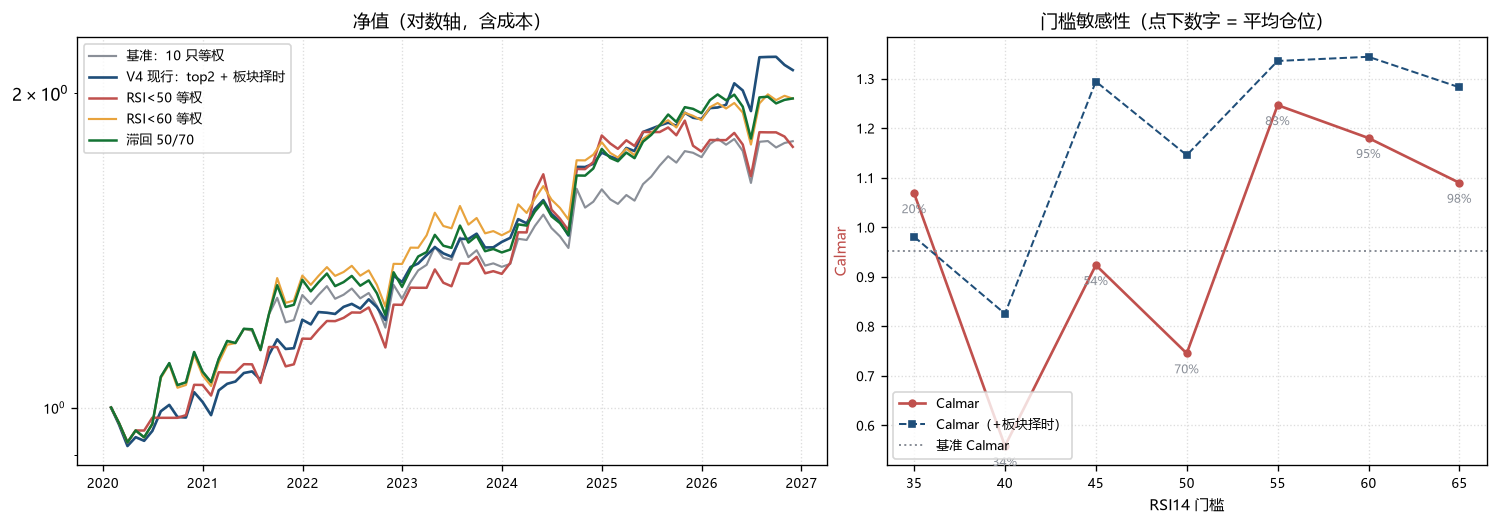 净值（对数轴，含成本）
基准：10 只等权
V4 现行：top2 + 板块择时
RSI<50 等权
RSI<60 等权
滞回 50/70
2 × 10⁰
10⁰
2020 2021 2022 2023 2024 2025 2026 2027
门槛敏感性（点下数字 = 平均仓位）
Calmar
1.3
1.2
1.1
1.0
0.9
0.8
0.7
0.6
20%
34%
54%
70%
83%
95%
98%
Calmar
Calmar（+板块择时）
基准 Calmar
35 40 45 50 55 60 65
RSI14 门槛